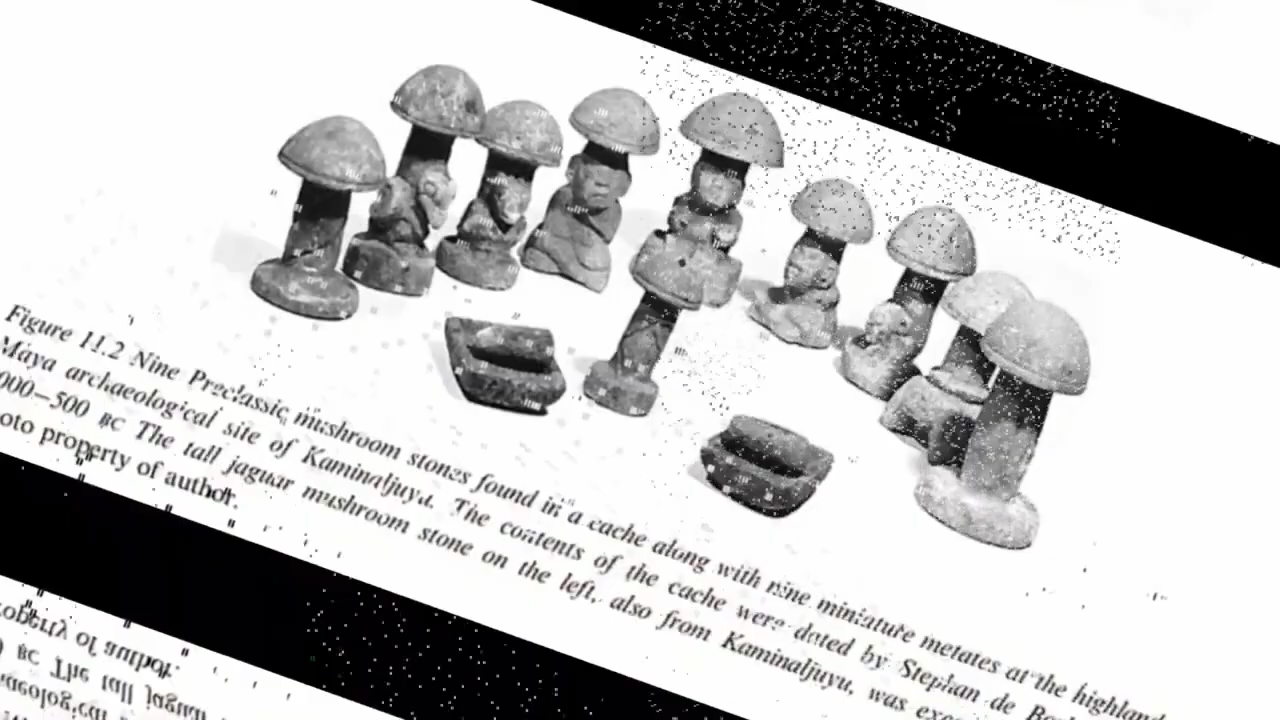 Figure 11.2 Nine Preclassic mushroom stones found in a cache along with nine miniature metates at the highland
Maya archaeological site of Kaminaljuyu. The contents of the cache were dated by Stephan de
000–500 BC The tall jaguar mushroom stone on the left, also from Kaminaljuyu, was
oto property of author.